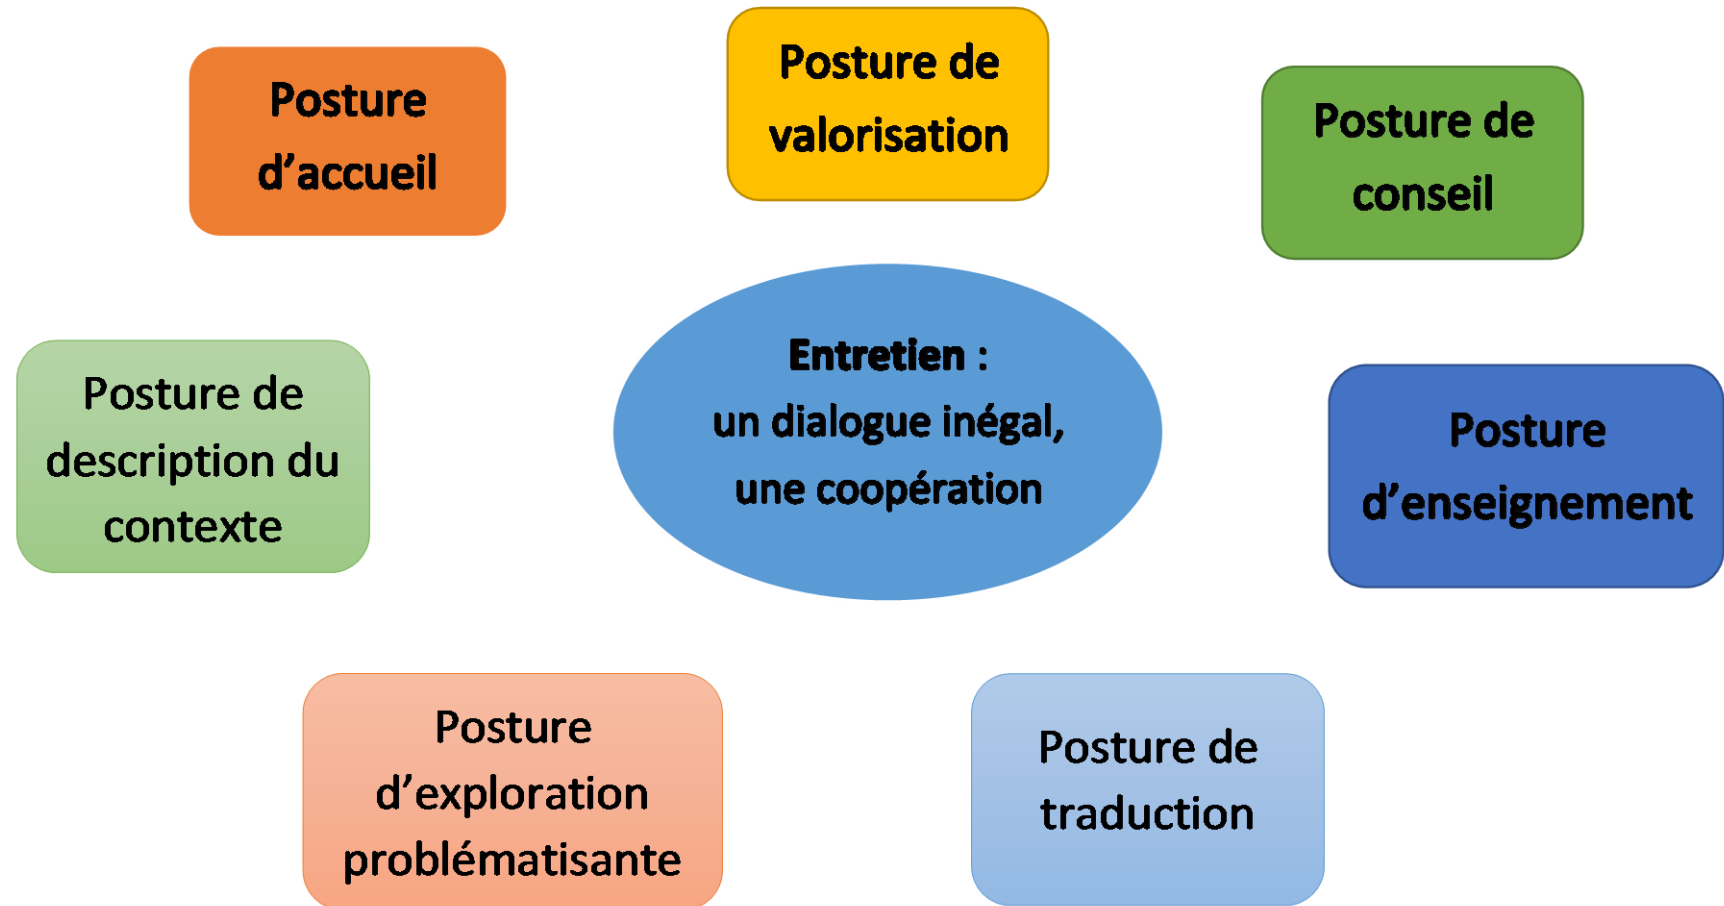 Posture
d’accueil
Posture de
valorisation
Posture de
conseil
Posture de
description du
contexte
Entretien :
un dialogue inégal,
une coopération
Posture
d’enseignement
Posture
d’exploration
problématisante
Posture de
traduction